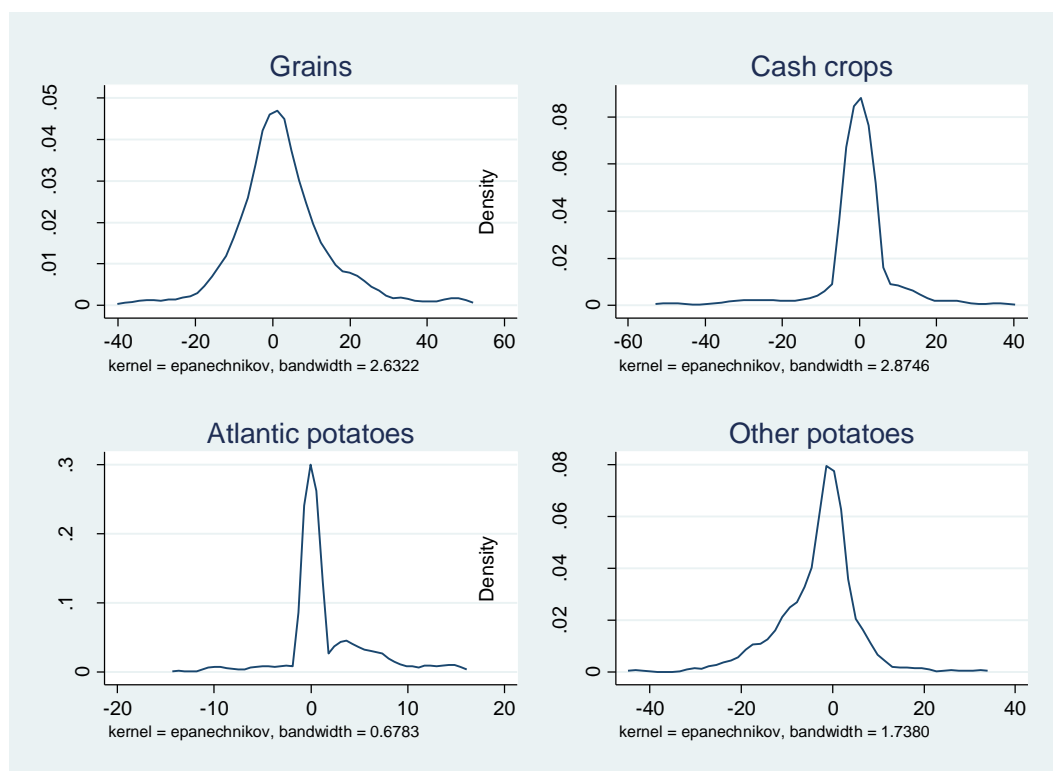 Grains
.05
.04
.03
.02
.01
0
-40 -20 0 20 40 60
kernel = epanechnikov, bandwidth = 2.6322
Cash crops
Density
.08
.06
.04
.02
0
-60 -40 -20 0 20 40
kernel = epanechnikov, bandwidth = 2.8746
Atlantic potatoes
.3
.2
.1
0
-20 -10 0 10 20
kernel = epanechnikov, bandwidth = 0.6783
Other potatoes
Density
.08
.06
.04
.02
0
-40 -20 0 20 40
kernel = epanechnikov, bandwidth = 1.7380